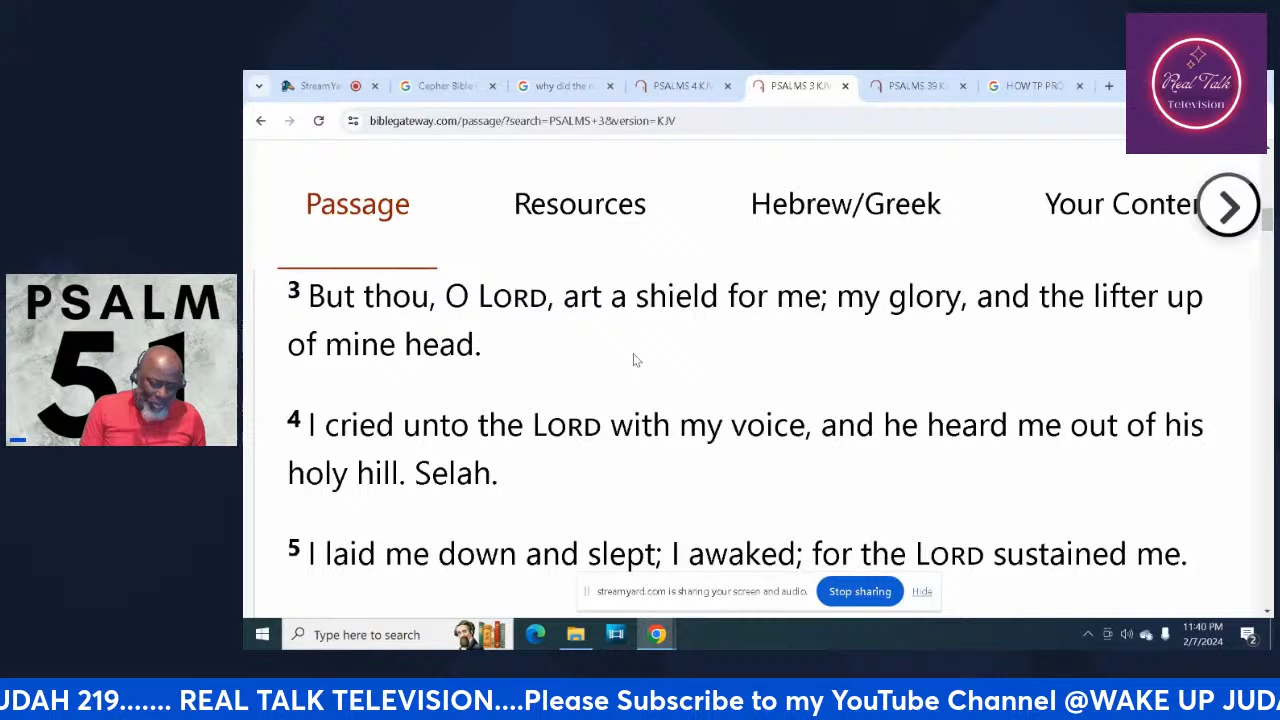 Real Talk
Television
StreamYa
Cepher Bible
why did the r
PSALMS 4 KJV
PSALMS 3 KJV
PSALMS 39 K
HOW TP PRO
biblegateway.com/passage/?search=PSALMS+3&version=KJV
Passage
Resources
Hebrew/Greek
Your Conten
3 But thou, O LORD, art a shield for me; my glory, and the lifter up
of mine head.
4 I cried unto the LORD with my voice, and he heard me out of his
holy hill. Selah.
5 I laid me down and slept; I awaked; for the LORD sustained me.
PSALM
51
streamyard.com is sharing your screen and audio.
Stop sharing
Hide
Type here to search
11:40 PM
2/7/2024
2
UDAH 219....... REAL TALK TELEVISION....Please Subscribe to my YouTube Channel @WAKE UP JUDA